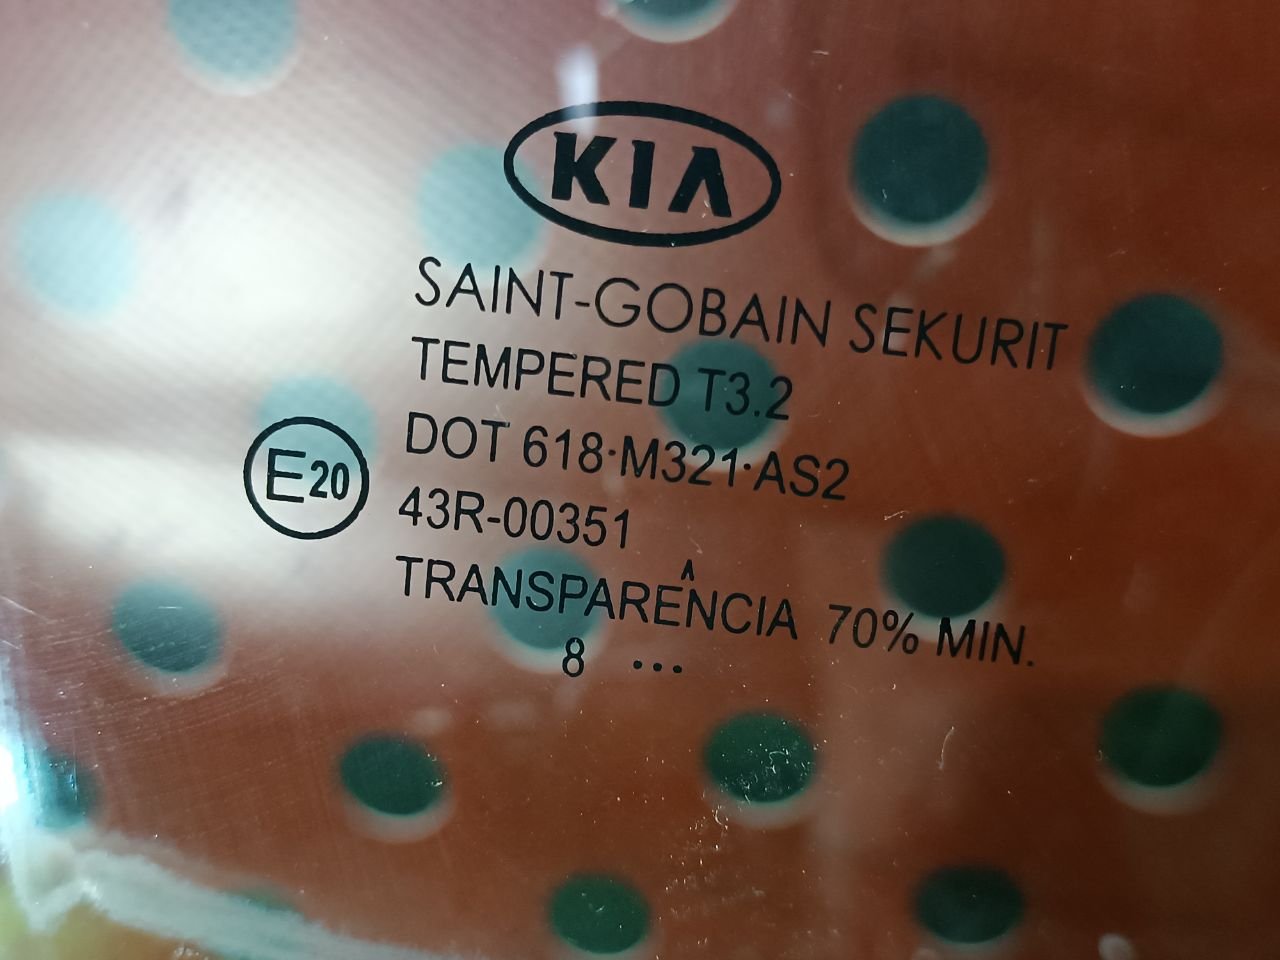 KIA
SAINT-GOBAIN SEKURIT
TEMPERED T3.2
DOT 618·M321·AS2
E20
43R-00351
TRANSPARÊNCIA 70% MIN.
8 ...